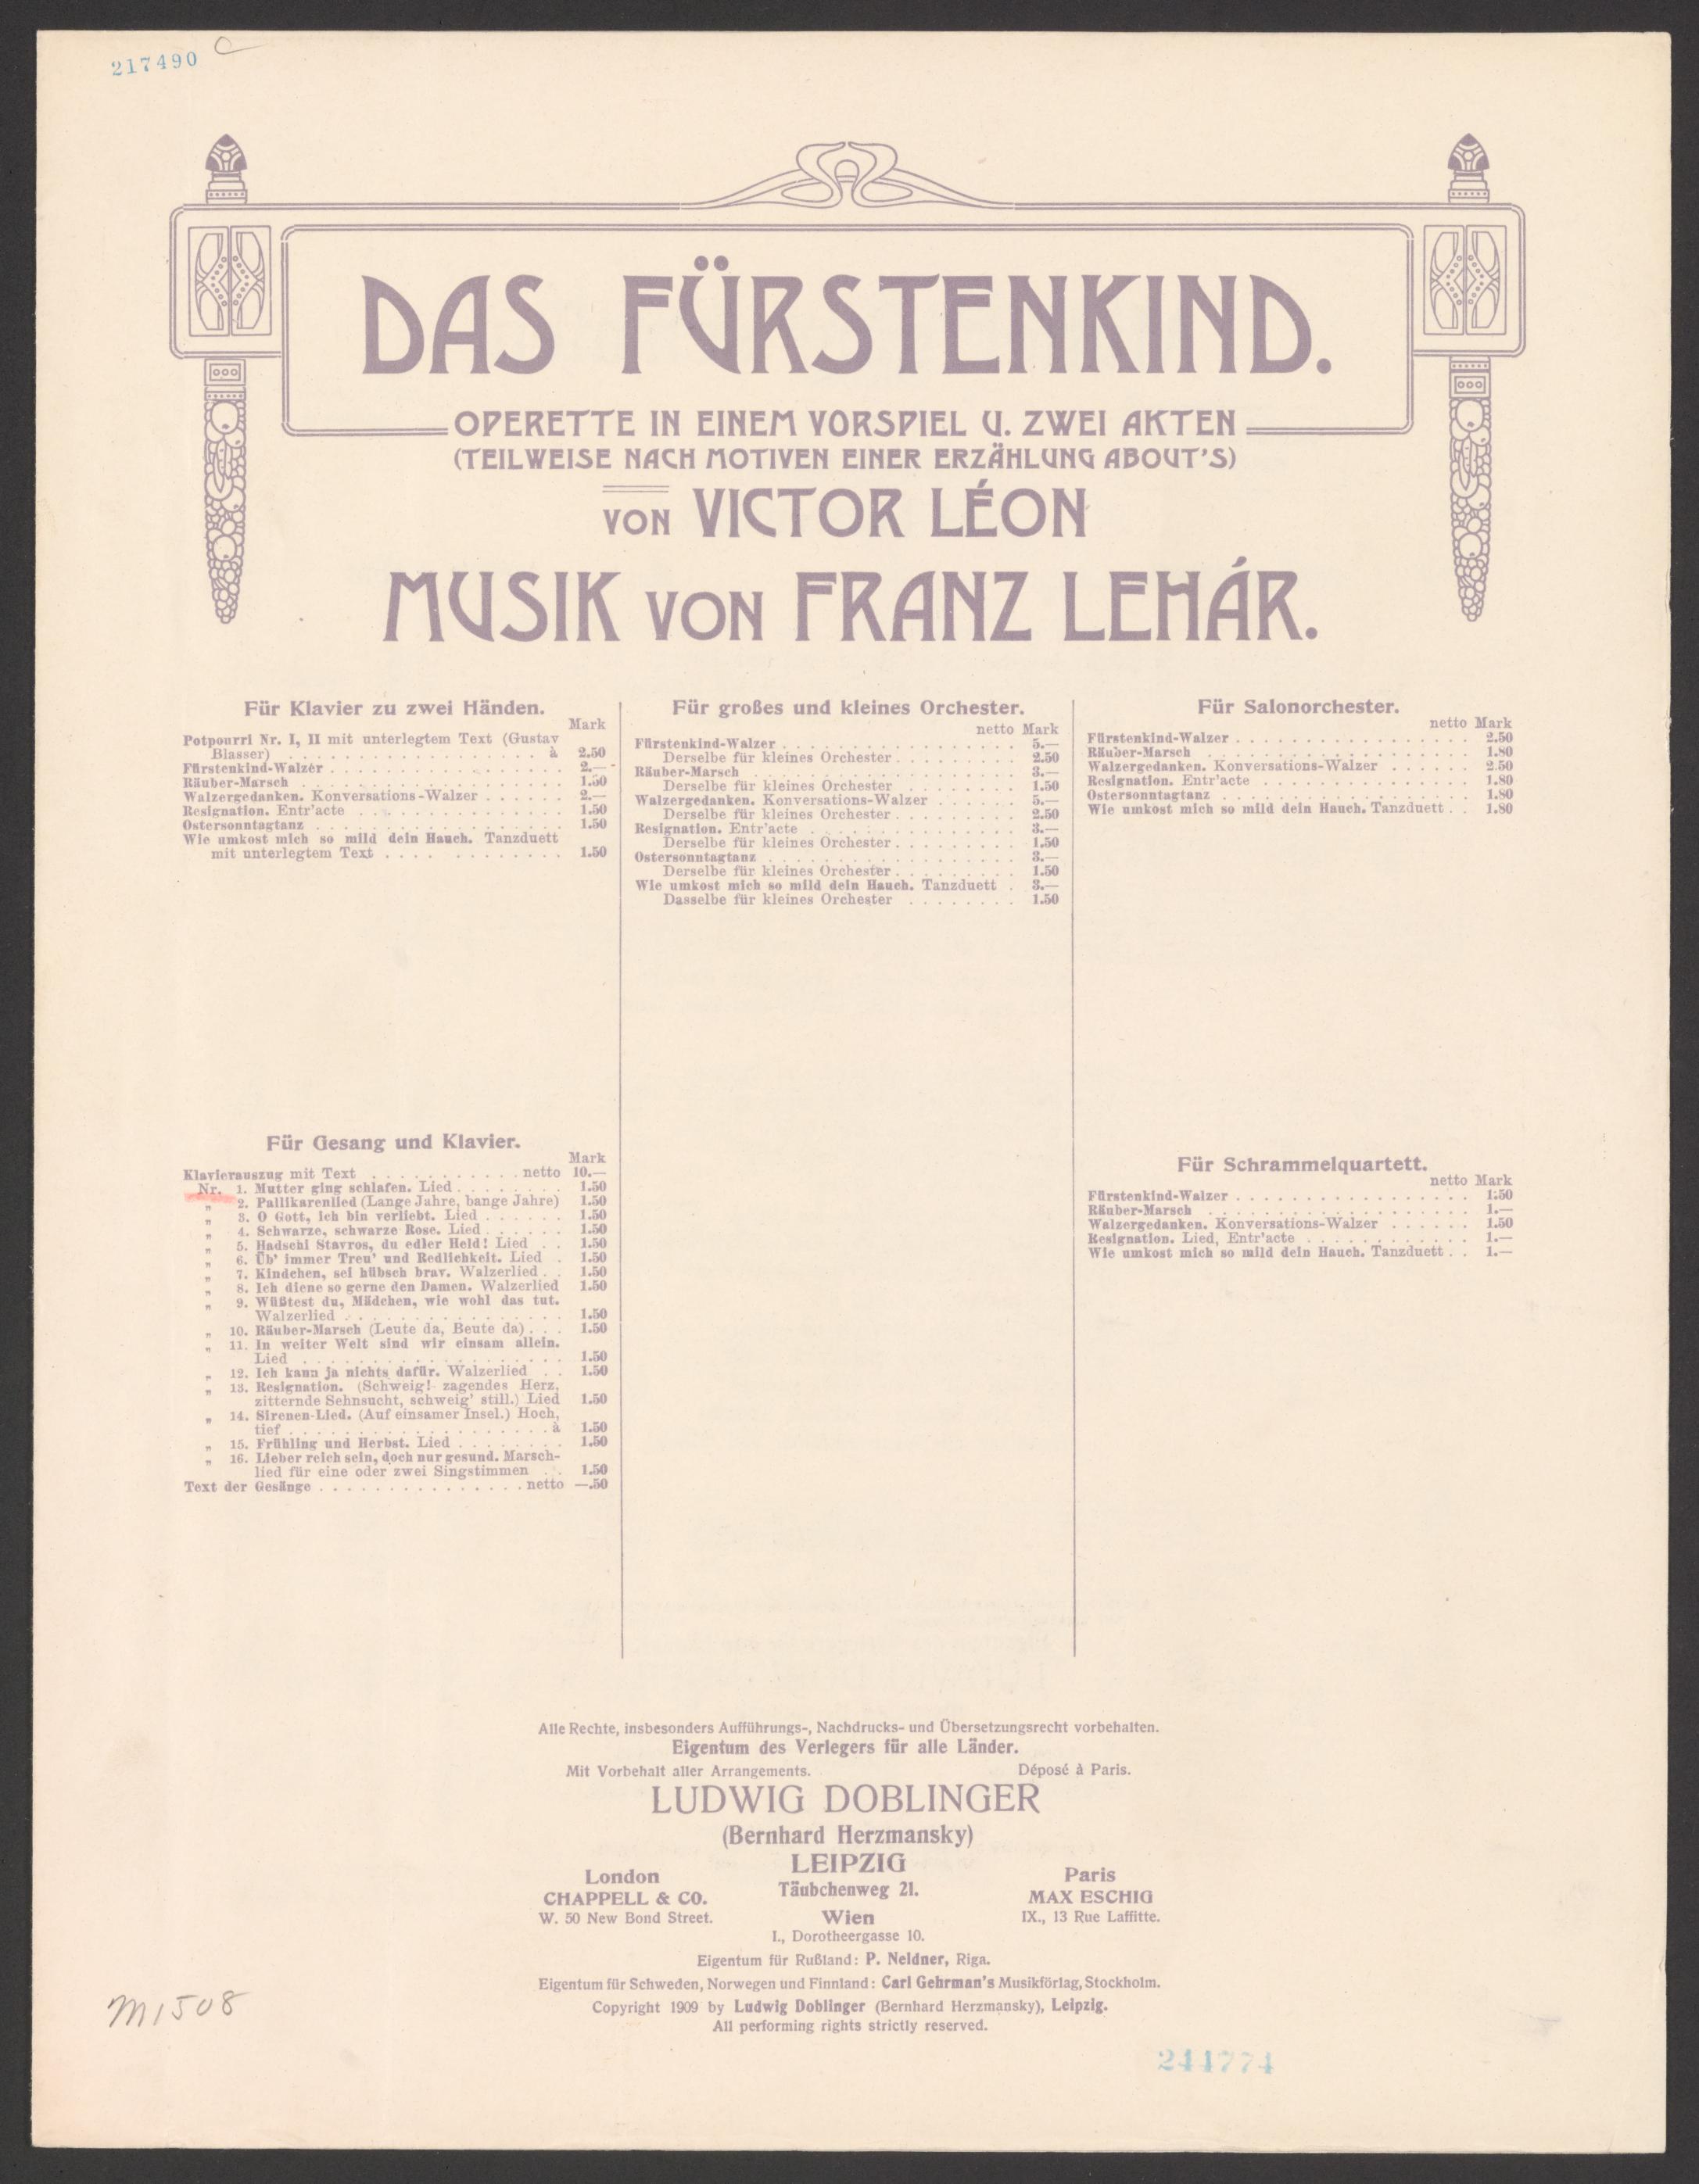 217490 C
DAS FÜRSTENKIND.
OPERETTE IN EINEM VORSPIEL U. ZWEI AKTEN
(TEILWEISE NACH MOTIVEN EINER ERZÄHLUNG ABOUT'S)
VON VICTOR LÉON
MUSIK VON FRANZ LEHÁR.
Für Klavier zu zwei Händen.
Mark
Potpourri Nr. I, II mit unterlegtem Text (Gustav
Blasser) . . . . . . . . . . . . . . . . . . à 2.50
Fürstenkind-Walzer . . . . . . . . . . . . . . . . . 2.—
Räuber-Marsch . . . . . . . . . . . . . . . . . . . 1.50
Walzergedanken. Konversations-Walzer . . . . . . 2.—
Resignation. Entr'acte . . . . . . . . . . . . . . . 1.50
Ostersonntagtanz . . . . . . . . . . . . . . . . . . 1.50
Wie umkost mich so mild dein Hauch. Tanzduett
mit unterlegtem Text . . . . . . . . . . . . 1.50
Für Gesang und Klavier.
Mark
Klavierauszug mit Text . . . . . . . . . . . netto 10.—
Nr. 1. Mutter ging schlafen. Lied . . . . . . . . 1.50
„ 2. Pallikarenlied (Lange Jahre, bange Jahre) 1.50
„ 3. O Gott, ich bin verliebt. Lied . . . . . . 1.50
„ 4. Schwarze, schwarze Rose. Lied . . . . . . 1.50
„ 5. Hadschi Stavros, du edler Held! Lied . . 1.50
„ 6. Üb' immer Treu' und Redlichkeit. Lied . 1.50
„ 7. Kindchen, sei hübsch brav. Walzerlied . . 1.50
„ 8. Ich diene so gerne den Damen. Walzerlied 1.50
„ 9. Wüßtest du, Mädchen, wie wohl das tut.
Walzerlied . . . . . . . . . . . . . . . . 1.50
„ 10. Räuber-Marsch (Leute da, Beute da) . . . 1.50
„ 11. In weiter Welt sind wir einsam allein.
Lied . . . . . . . . . . . . . . . . . . . 1.50
„ 12. Ich kann ja nichts dafür. Walzerlied . . 1.50
„ 13. Resignation. (Schweig! zagendes Herz,
zitternde Sehnsucht, schweig' still.) Lied 1.50
„ 14. Sirenen-Lied. (Auf einsamer Insel.) Hoch,
tief . . . . . . . . . . . . . . . . . . . à 1.50
„ 15. Frühling und Herbst. Lied . . . . . . . . 1.50
„ 16. Lieber reich sein, doch nur gesund. Marsch-
lied für eine oder zwei Singstimmen . . 1.50
Text der Gesänge . . . . . . . . . . . . . . . netto —.50
Für großes und kleines Orchester.
netto Mark
Fürstenkind-Walzer . . . . . . . . . . . . . . . . . 5.—
Derselbe für kleines Orchester . . . . . . . . . 2.50
Räuber-Marsch . . . . . . . . . . . . . . . . . . . 3.—
Derselbe für kleines Orchester . . . . . . . . 1.50
Walzergedanken. Konversations-Walzer . . . . . . 5.—
Derselbe für kleines Orchester . . . . . . . . . 2.50
Resignation. Entr'acte . . . . . . . . . . . . . . . 3.—
Derselbe für kleines Orchester . . . . . . . . . 1.50
Ostersonntagtanz . . . . . . . . . . . . . . . . . . 3.—
Derselbe für kleines Orchester . . . . . . . . . 1.50
Wie umkost mich so mild dein Hauch. Tanzduett . 3.—
Dasselbe für kleines Orchester . . . . . . . . 1.50
Für Salonorchester.
netto Mark
Fürstenkind-Walzer . . . . . . . . . . . . . . . . . 2.50
Räuber-Marsch . . . . . . . . . . . . . . . . . . . 1.80
Walzergedanken. Konversations-Walzer . . . . . . 2.50
Resignation. Entr'acte . . . . . . . . . . . . . . . 1.80
Ostersonntagtanz . . . . . . . . . . . . . . . . . . 1.80
Wie umkost mich so mild dein Hauch. Tanzduett . . 1.80
Für Schrammelquartett.
netto Mark
Fürstenkind-Walzer . . . . . . . . . . . . . . . . . 1.50
Räuber-Marsch . . . . . . . . . . . . . . . . . . . 1.—
Walzergedanken. Konversations-Walzer . . . . . . 1.50
Resignation. Lied, Entr'acte . . . . . . . . . . . . 1.—
Wie umkost mich so mild dein Hauch. Tanzduett . . 1.—
Alle Rechte, insbesonders Aufführungs-, Nachdrucks- und Übersetzungsrecht vorbehalten.
Eigentum des Verlegers für alle Länder.
Mit Vorbehalt aller Arrangements. Déposé à Paris.
LUDWIG DOBLINGER
(Bernhard Herzmansky)
LEIPZIG
Täubchenweg 21.
London
CHAPPELL & CO.
W. 50 New Bond Street.
Wien
I., Dorotheergasse 10.
Paris
MAX ESCHIG
IX., 13 Rue Laffitte.
Eigentum für Rußland: P. Neldner, Riga.
Eigentum für Schweden, Norwegen und Finnland: Carl Gehrman's Musikförlag, Stockholm.
Copyright 1909 by Ludwig Doblinger (Bernhard Herzmansky), Leipzig.
All performing rights strictly reserved.
M1508
244774